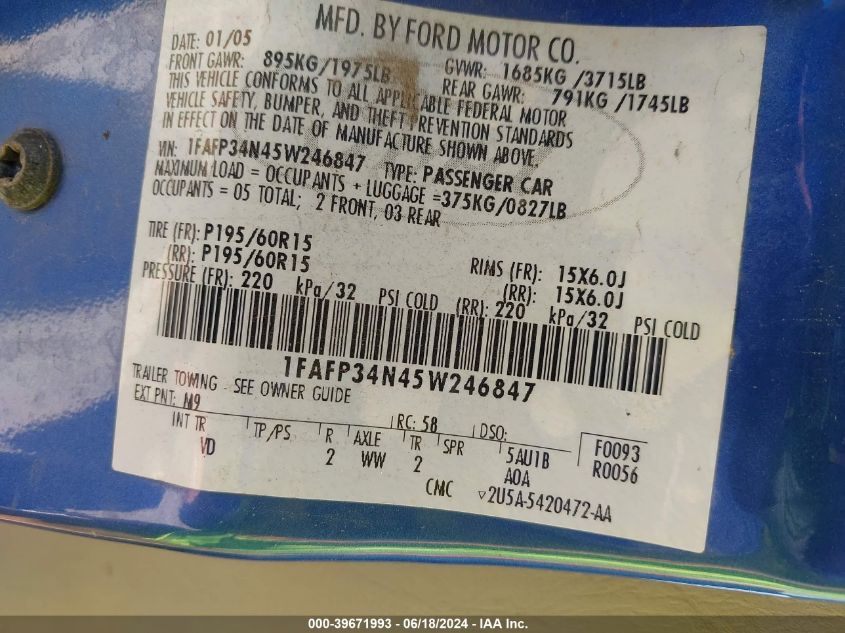 MFD. BY FORD MOTOR CO.
DATE: 01/05 GVWR: 1685KG /3715LB
FRONT GAWR: 895KG/1975LB REAR GAWR: 791KG /1745LB
THIS VEHICLE CONFORMS TO ALL APPLICABLE FEDERAL MOTOR
VEHICLE SAFETY, BUMPER, AND THEFT PREVENTION STANDARDS
IN EFFECT ON THE DATE OF MANUFACTURE SHOWN ABOVE.
VIN: 1FAFP34N45W246847 TYPE: PASSENGER CAR
MAXIMUM LOAD = OCCUPANTS + LUGGAGE =375KG/0827LB
OCCUPANTS = 05 TOTAL; 2 FRONT, 03 REAR
TIRE (FR): P195/60R15 RIMS (FR): 15X6.0J
(RR): P195/60R15 (RR): 15X6.0J
PRESSURE (FR): 220 kPa/32 PSI COLD (RR): 220 kPa/32 PSI COLD
1FAFP34N45W246847
TRAILER TOWING - SEE OWNER GUIDE
EXT PNT: M9 RC: 58 DSO:
INT TR TP/PS R AXLE TR SPR 5AU1B F0093
VD 2 WW 2 A0A R0056
CMC ▽2U5A-5420472-AA
000-39671993 - 06/18/2024 - IAA Inc.